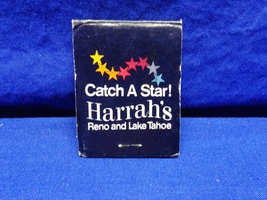 Catch A Star!
Harrah's
Reno and Lake Tahoe